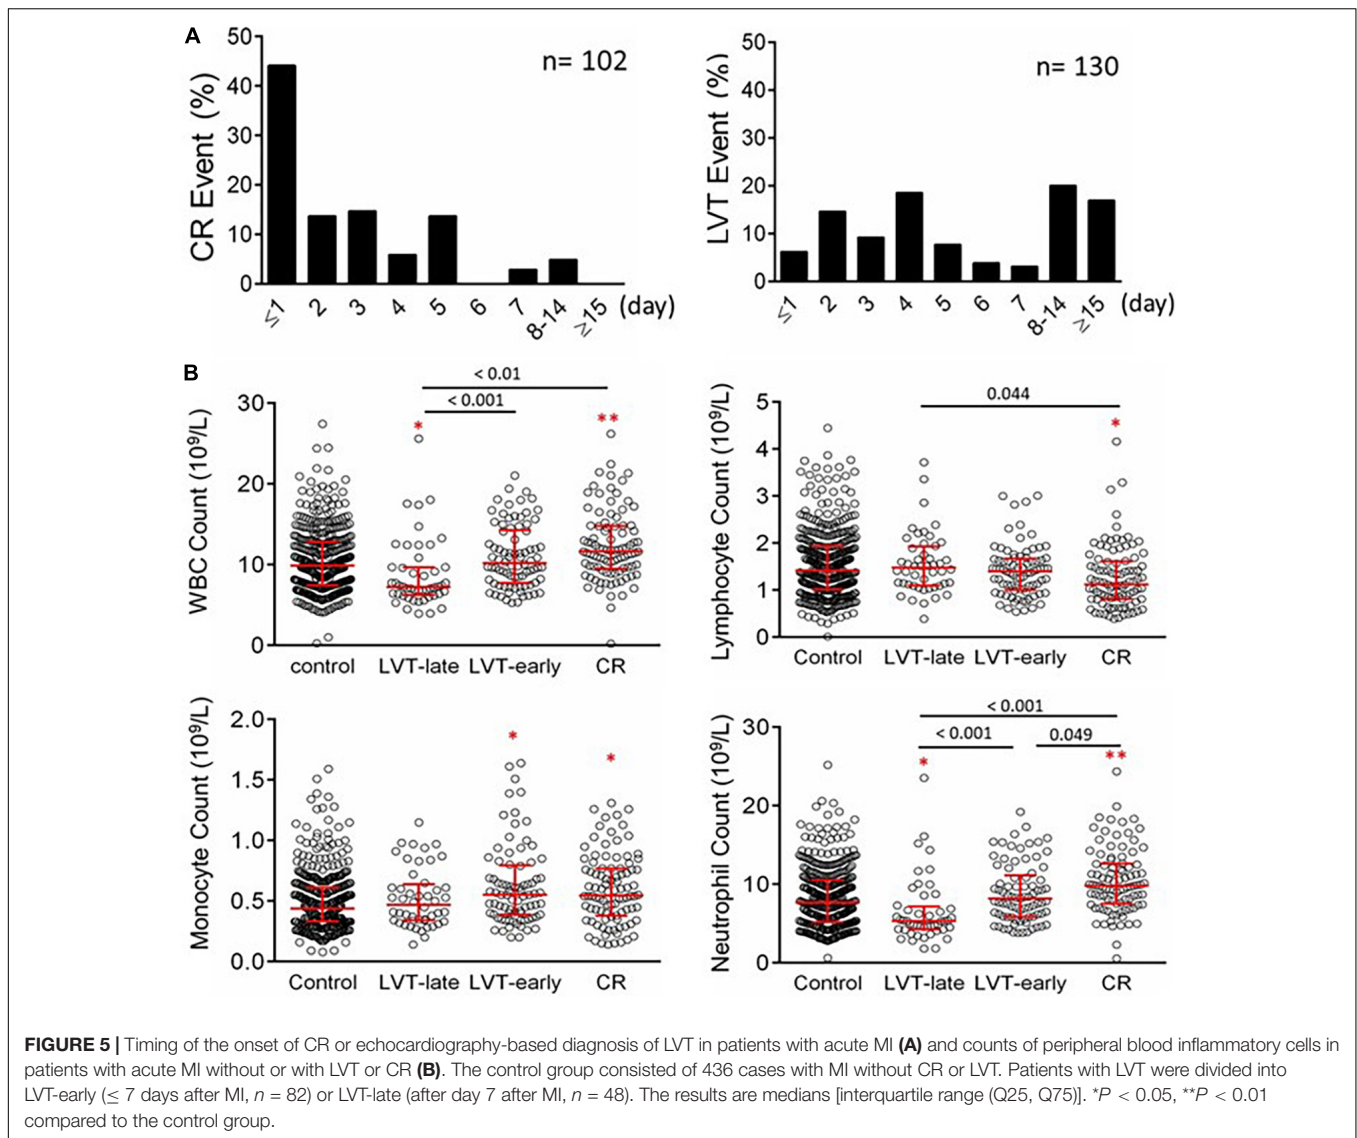 A
50
40
30
20
10
0
CR Event (%)
n= 102
≤1 2 3 4 5 6 7 8-14 ≥15 (day)
50
40
30
20
10
0
LVT Event (%)
n= 130
≤1 2 3 4 5 6 7 8-14 ≥15 (day)
B
< 0.01
< 0.001
30
20
10
0
WBC Count (10⁹/L)
*
**
control LVT-late LVT-early CR
0.044
5
4
3
2
1
0
Lymphocyte Count (10⁹/L)
*
Control LVT-late LVT-early CR
2.0
1.5
1.0
0.5
0.0
Monocyte Count (10⁹/L)
*
*
Control LVT-late LVT-early CR
< 0.001
< 0.001 0.049
30
20
10
0
Neutrophil Count (10⁹/L)
*
**
Control LVT-late LVT-early CR
FIGURE 5 | Timing of the onset of CR or echocardiography-based diagnosis of LVT in patients with acute MI (A) and counts of peripheral blood inflammatory cells in
patients with acute MI without or with LVT or CR (B). The control group consisted of 436 cases with MI without CR or LVT. Patients with LVT were divided into
LVT-early (≤ 7 days after MI, n = 82) or LVT-late (after day 7 after MI, n = 48). The results are medians [interquartile range (Q25, Q75)]. *P < 0.05, **P < 0.01
compared to the control group.